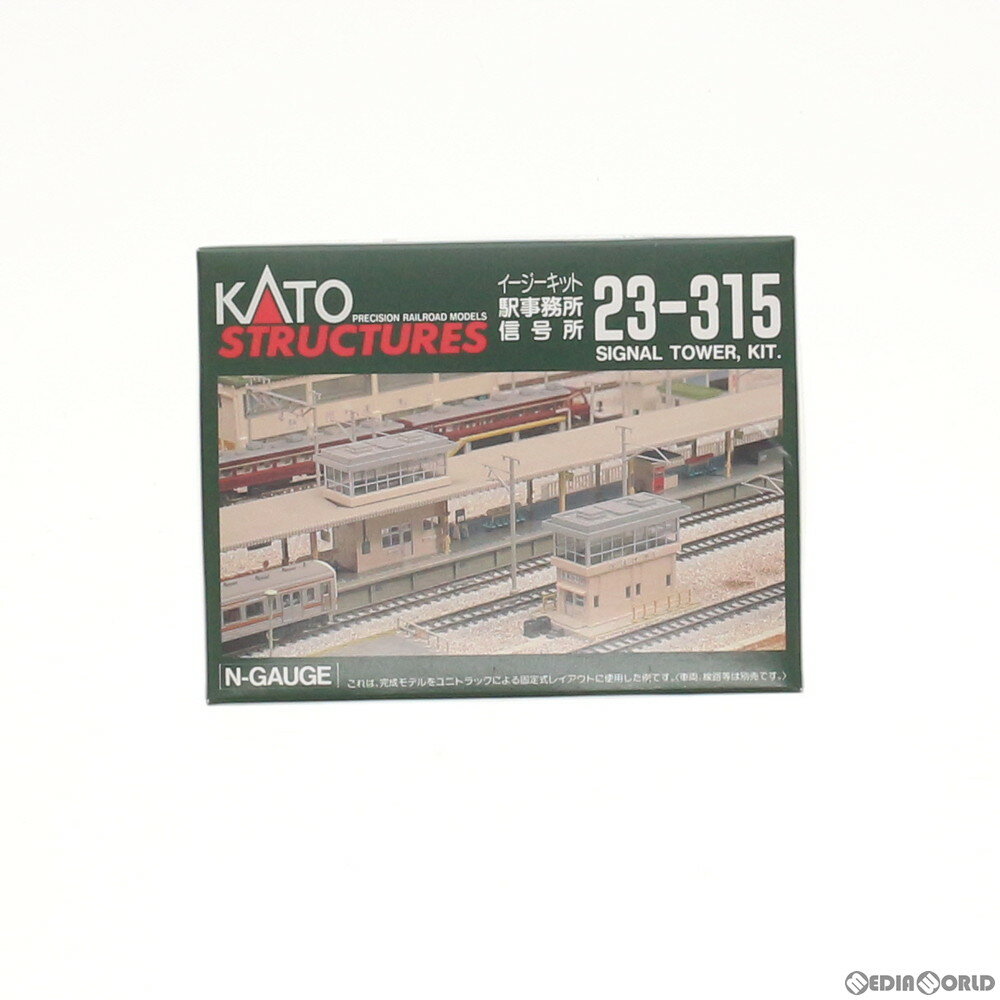 KATO
PRECISION RAILROAD MODELS
STRUCTURES
イージーキット
駅事務所
信号所
23-315
SIGNAL TOWER, KIT.
N-GAUGE
これは、完成モデルをユニトラックによる固定式レイアウトに使用した例です。〈車両、線路等は別売です。〉
MEDIAWORLD